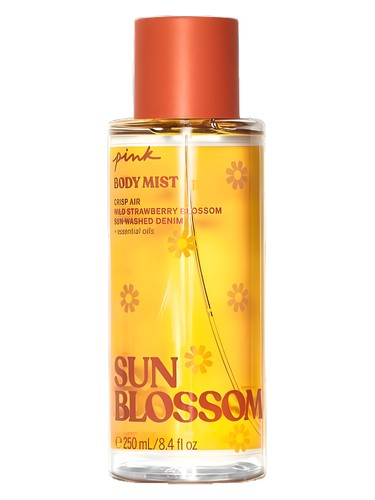 pink
BODY MIST
CRISP AIR
WILD STRAWBERRY BLOSSOM
SUN-WASHED DENIM
+ essential oils
SUN
BLOSSOM
℮ 250 mL/8.4 fl oz